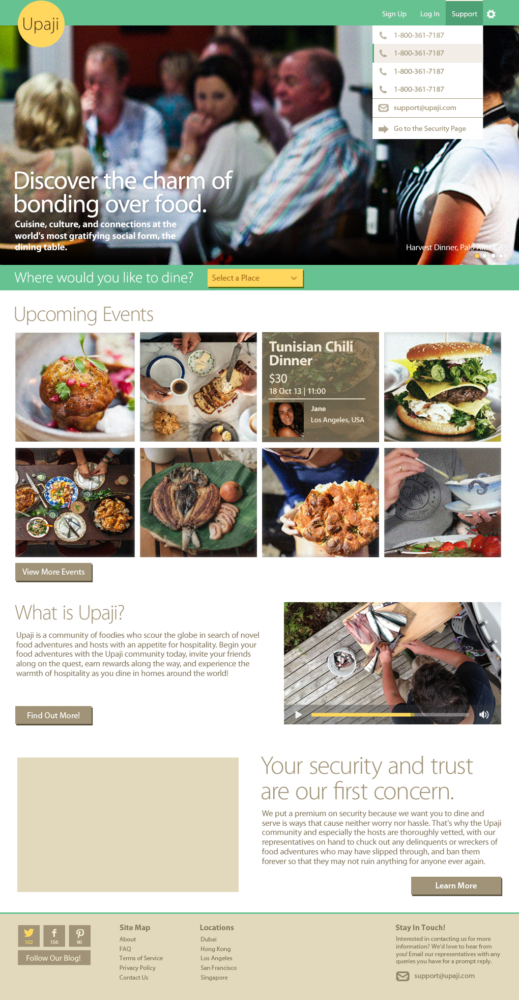 Upaji
Sign Up
Log In
Support
1-800-361-7187
1-800-361-7187
1-800-361-7187
1-800-361-7187
support@upaji.com
Go to the Security Page
Discover the charm of
bonding over food.
Cuisine, culture, and connections at the
world's most gratifying social form, the
dining table.
Harvest Dinner, Palo Alto, CA
Where would you like to dine?
Select a Place
Upcoming Events
Tunisian Chili
Dinner
$30
18 Oct 13 | 11:00
Jane
Los Angeles, USA
EAST COAST
View More Events
What is Upaji?
Upaji is a community of foodies who scour the globe in search of novel
food adventures and hosts with an appetite for hospitality. Begin your
food adventures with the Upaji community today, invite your friends
along on the quest, earn rewards along the way, and experience the
warmth of hospitality as you dine in homes around the world!
Find Out More!
Your security and trust
are our first concern.
We put a premium on security because we want you to dine and
serve is ways that cause neither worry nor hassle. That's why the Upaji
community and especially the hosts are thoroughly vetted, with our
representatives on hand to chuck out any delinquents or wreckers of
food adventures who may have slipped through, and ban them
forever so that they may not ruin anything for anyone ever again.
Learn More
102
156
90
Follow Our Blog!
Site Map
About
FAQ
Terms of Service
Privacy Policy
Contact Us
Locations
Dubai
Hong Kong
Los Angeles
San Francisco
Singapore
Stay In Touch!
Interested in contacting us for more
information? We'd love to hear from
you! Email our representatives with any
queries you have for a prompt reply.
support@upaji.com